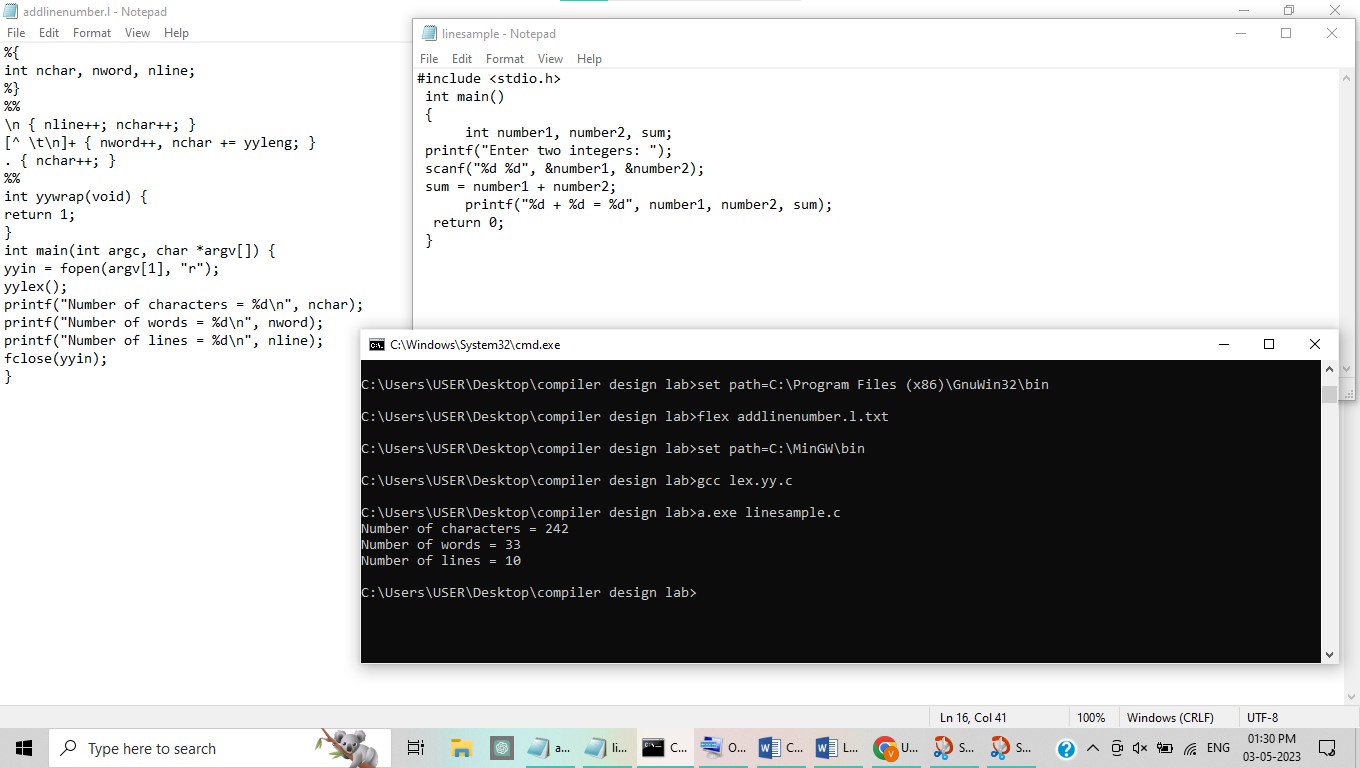 addlinenumber.l - Notepad
File Edit Format View Help
%{
int nchar, nword, nline;
%}
%%
\n { nline++; nchar++; }
[^ \t\n]+ { nword++, nchar += yyleng; }
. { nchar++; }
%%
int yywrap(void) {
return 1;
}
int main(int argc, char *argv[]) {
yyin = fopen(argv[1], "r");
yylex();
printf("Number of characters = %d\n", nchar);
printf("Number of words = %d\n", nword);
printf("Number of lines = %d\n", nline);
fclose(yyin);
}
linesample - Notepad
File Edit Format View Help
#include <stdio.h>
int main()
{
int number1, number2, sum;
printf("Enter two integers: ");
scanf("%d %d", &number1, &number2);
sum = number1 + number2;
printf("%d + %d = %d", number1, number2, sum);
return 0;
}
C:\Windows\System32\cmd.exe
C:\Users\USER\Desktop\compiler design lab>set path=C:\Program Files (x86)\GnuWin32\bin
C:\Users\USER\Desktop\compiler design lab>flex addlinenumber.l.txt
C:\Users\USER\Desktop\compiler design lab>set path=C:\MinGW\bin
C:\Users\USER\Desktop\compiler design lab>gcc lex.yy.c
C:\Users\USER\Desktop\compiler design lab>a.exe linesample.c
Number of characters = 242
Number of words = 33
Number of lines = 10
C:\Users\USER\Desktop\compiler design lab>
Ln 16, Col 41 100% Windows (CRLF) UTF-8
Type here to search a... li... C... O... C... L... U... S... S... ENG 01:30 PM
03-05-2023